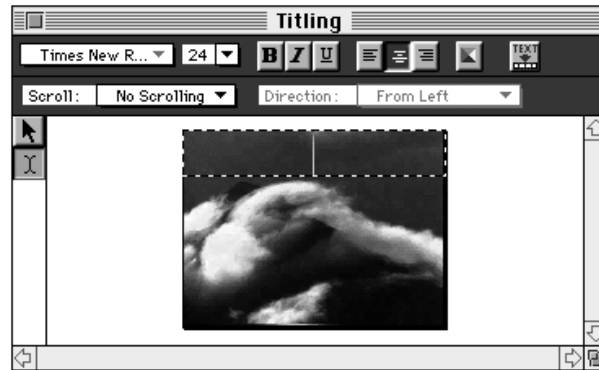 Titling
Times New R... 24 B I U TEXT
Scroll: No Scrolling Direction: From Left